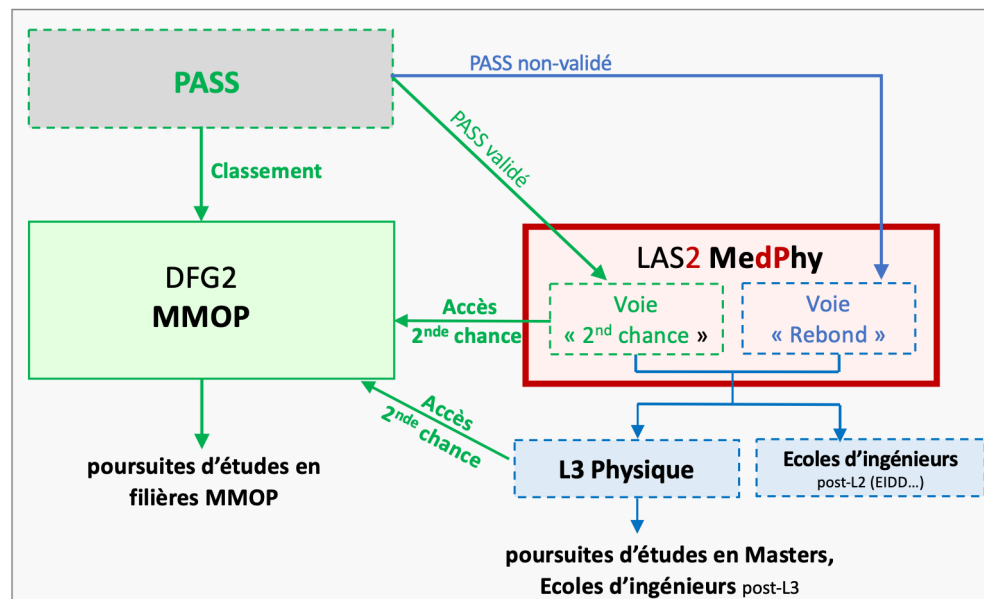 PASS
PASS non-validé
PASS validé
Classement
DFG2
MMOP
LAS2 MedPhy
Voie
« 2nd chance »
Voie
« Rebond »
Accès
2nde chance
Accès
2nde chance
poursuites d’études en
filières MMOP
L3 Physique
Ecoles d’ingénieurs
post-L2 (EIDD…)
poursuites d’études en Masters,
Ecoles d’ingénieurs post-L3